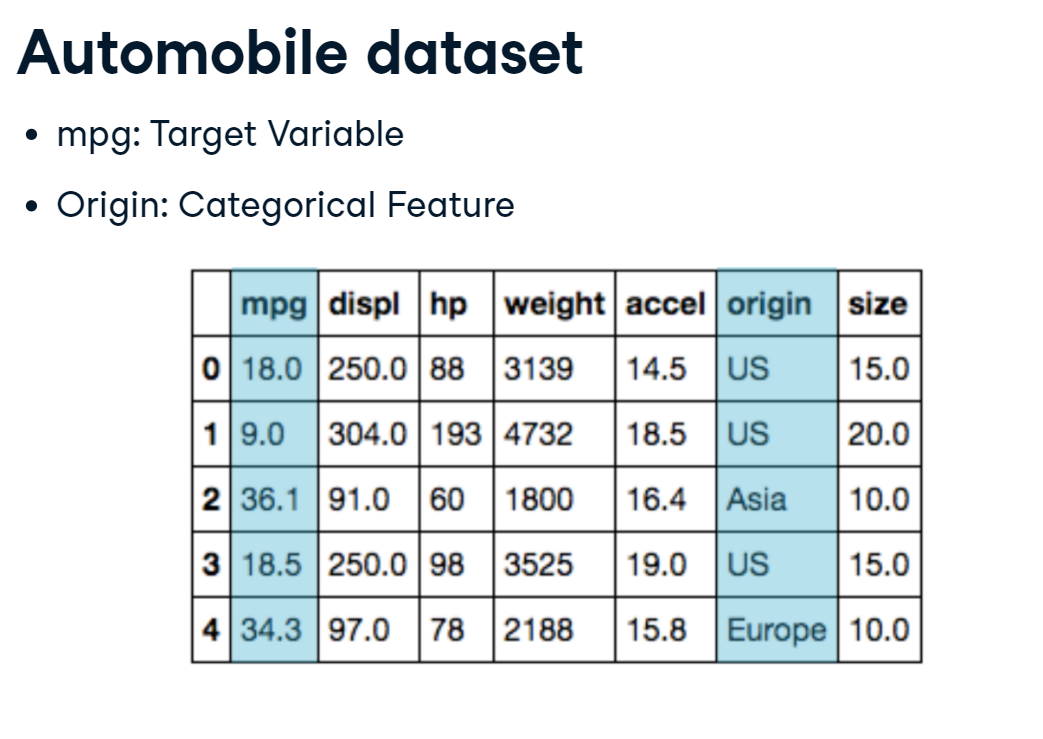 Automobile dataset
• mpg: Target Variable
• Origin: Categorical Feature
mpg displ hp weight accel origin size
0 18.0 250.0 88 3139 14.5 US 15.0
1 9.0 304.0 193 4732 18.5 US 20.0
2 36.1 91.0 60 1800 16.4 Asia 10.0
3 18.5 250.0 98 3525 19.0 US 15.0
4 34.3 97.0 78 2188 15.8 Europe 10.0